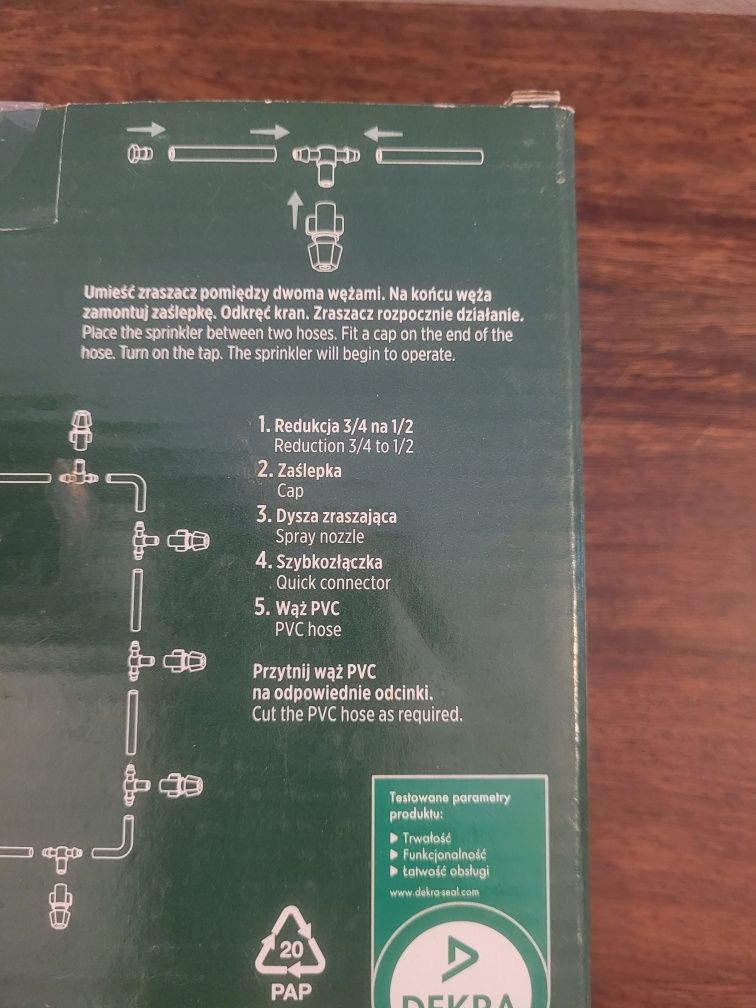 Umieść zraszacz pomiędzy dwoma wężami. Na końcu węża
zamontuj zaślepkę. Odkręć kran. Zraszacz rozpocznie działanie.
Place the sprinkler between two hoses. Fit a cap on the end of the
hose. Turn on the tap. The sprinkler will begin to operate.
1. Redukcja 3/4 na 1/2
Reduction 3/4 to 1/2
2. Zaślepka
Cap
3. Dysza zraszająca
Spray nozzle
4. Szybkozłączka
Quick connector
5. Wąż PVC
PVC hose
Przytnij wąż PVC
na odpowiednie odcinki.
Cut the PVC hose as required.
Testowane parametry
produktu:
Trwałość
Funkcjonalność
Łatwość obsługi
www.dekra-seal.com
DEKRA
20
PAP